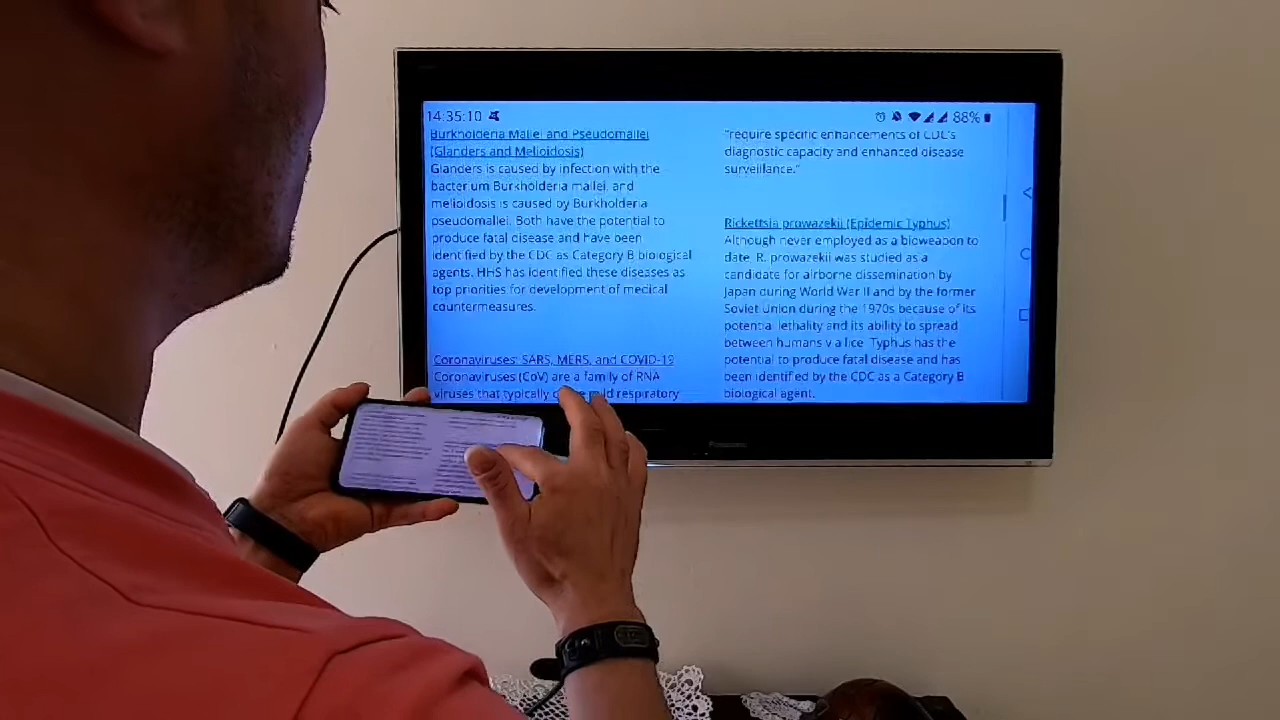 14:35:10
88%
Burkholderia Mallei and Pseudomallei
(Glanders and Melioidosis)
Glanders is caused by infection with the
bacterium Burkholderia mallei, and
melioidosis is caused by Burkholderia
pseudomallei. Both have the potential to
produce fatal disease and have been
identified by the CDC as Category B biological
agents. HHS has identified these diseases as
top priorities for development of medical
countermeasures.
Coronaviruses: SARS, MERS, and COVID-19
Coronaviruses (CoV) are a family of RNA
viruses that typically mild respiratory
"require specific enhancements of CDC's
diagnostic capacity and enhanced disease
surveillance."
Rickettsia prowazekii (Epidemic Typhus)
Although never employed as a bioweapon to
date, R. prowazekii was studied as a
candidate for airborne dissemination by
Japan during World War II and by the former
Soviet Union during the 1970s because of its
potential lethality and its ability to spread
between humans via lice. Typhus has the
potential to produce fatal disease and has
been identified by the CDC as a Category B
biological agent.